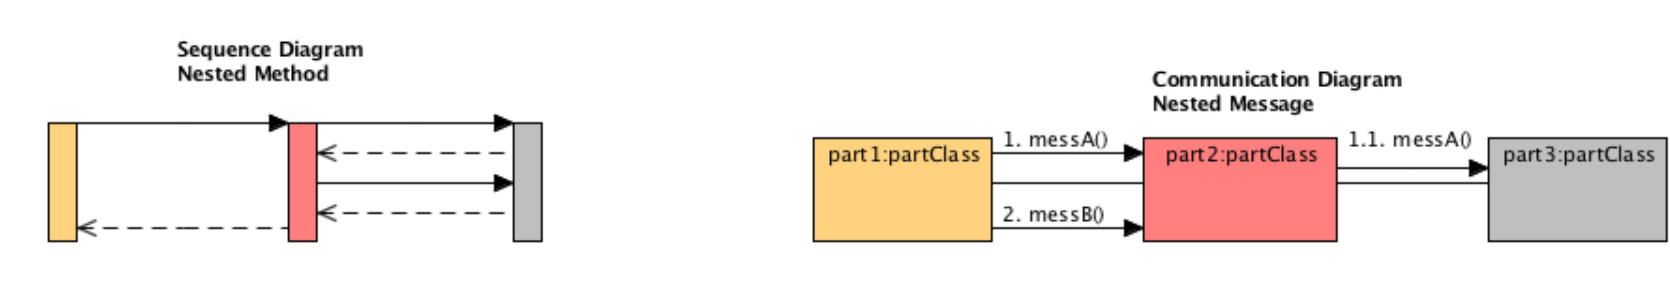 Sequence Diagram
Nested Method
Communication Diagram
Nested Message
part1:partClass
1. messA()
2. messB()
part2:partClass
1.1. messA()
part3:partClass